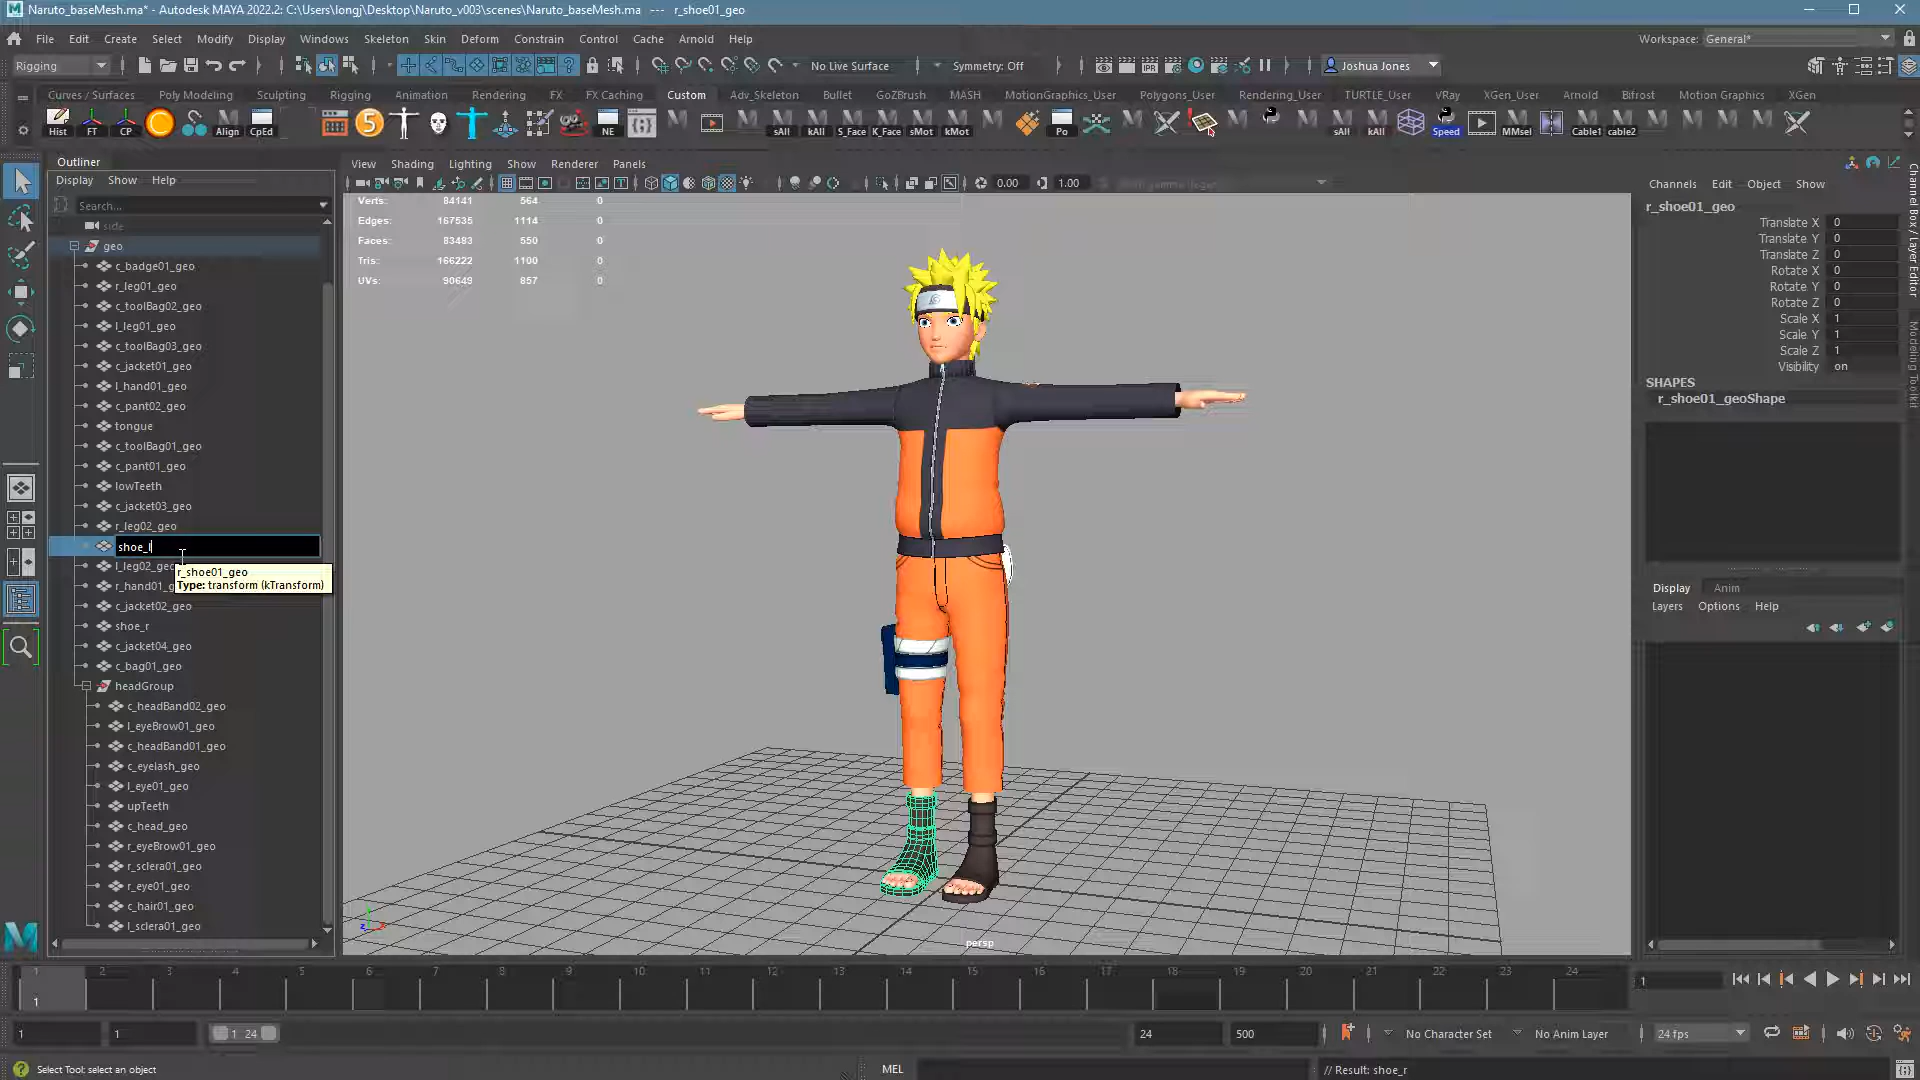 Naruto_baseMesh.ma* - Autodesk MAYA 2022.2: C:\Users\longj\Desktop\Naruto_v003\scenes\Naruto_baseMesh.ma --- r_shoe01_geo
File Edit Create Select Modify Display Windows Skeleton Skin Deform Constrain Control Cache Arnold Help
Workspace: General*
Rigging
No Live Surface
Symmetry: Off
Joshua Jones
Curves / Surfaces Poly Modeling Sculpting Rigging Animation Rendering FX FX Caching Custom Adv_Skeleton Bullet GoZBrush MASH MotionGraphics_User Polygons_User Rendering_User TURTLE_User VRay XGen_User Arnold Bifrost Motion Graphics XGen
Hist FT CP Align CpEd NE sAll kAll S_Face K_Face sMot kMot Po sAll kAll Speed MMsel Cable1 cable2
Outliner
Display Show Help
Search...
side
geo
c_badge01_geo
r_leg01_geo
c_toolBag02_geo
l_leg01_geo
c_toolBag03_geo
c_jacket01_geo
l_hand01_geo
c_pant02_geo
tongue
c_toolBag01_geo
c_pant01_geo
lowTeeth
c_jacket03_geo
r_leg02_geo
shoe_l
l_leg02_geo
r_hand01_g
c_jacket02_geo
shoe_r
c_jacket04_geo
c_bag01_geo
headGroup
c_headBand02_geo
l_eyeBrow01_geo
c_headBand01_geo
c_eyelash_geo
l_eye01_geo
upTeeth
c_head_geo
r_eyeBrow01_geo
r_sclera01_geo
r_eye01_geo
c_hair01_geo
l_sclera01_geo
r_shoe01_geo
Type: transform (kTransform)
View Shading Lighting Show Renderer Panels
0.00
1.00
Verts: 84141 564 0
Edges: 167535 1114 0
Faces: 83483 550 0
Tris: 166222 1100 0
UVs: 90649 857 0
persp
Channels Edit Object Show
r_shoe01_geo
Translate X 0
Translate Y 0
Translate Z 0
Rotate X 0
Rotate Y 0
Rotate Z 0
Scale X 1
Scale Y 1
Scale Z 1
Visibility on
SHAPES
r_shoe01_geoShape
Display Anim
Layers Options Help
Channel Box / Layer Editor
Modeling Toolkit
1 2 3 4 5 6 7 8 9 10 11 12 13 14 15 16 17 18 19 20 21 22 23 24
1
1
1
1
1 24
24
500
No Character Set
No Anim Layer
24 fps
Select Tool: select an object
MEL
// Result: shoe_r